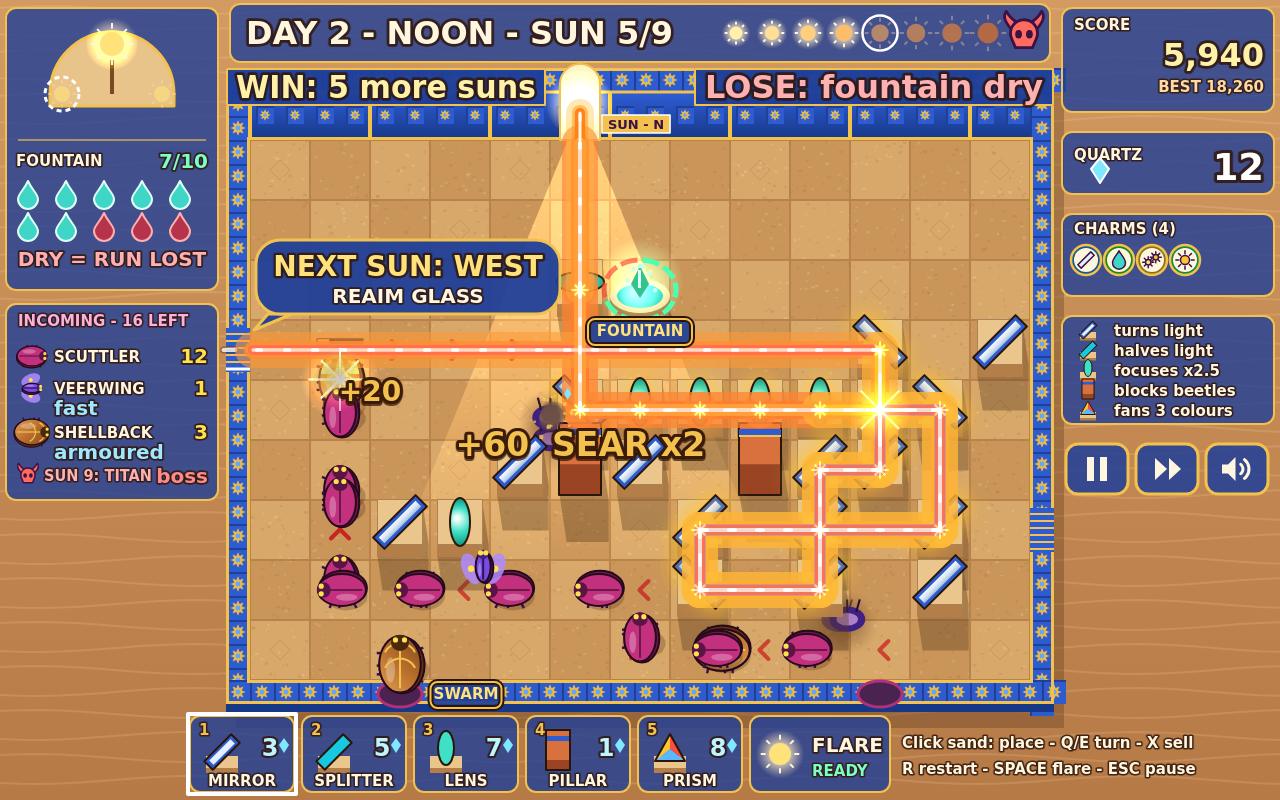 DAY 2 - NOON - SUN 5/9
WIN: 5 more suns
LOSE: fountain dry
SUN - N
FOUNTAIN 7/10
DRY = RUN LOST
INCOMING - 16 LEFT
SCUTTLER 12
VEERWING 1
fast
SHELLBACK 3
armoured
SUN 9: TITAN boss
NEXT SUN: WEST
REAIM GLASS
FOUNTAIN
+20
+60 SEAR x2
SWARM
SCORE
5,940
BEST 18,260
QUARTZ
12
CHARMS (4)
turns light
halves light
focuses x2.5
blocks beetles
fans 3 colours
1 3
MIRROR
2 5
SPLITTER
3 7
LENS
4 1
PILLAR
5 8
PRISM
FLARE
READY
Click sand: place - Q/E turn - X sell
R restart - SPACE flare - ESC pause